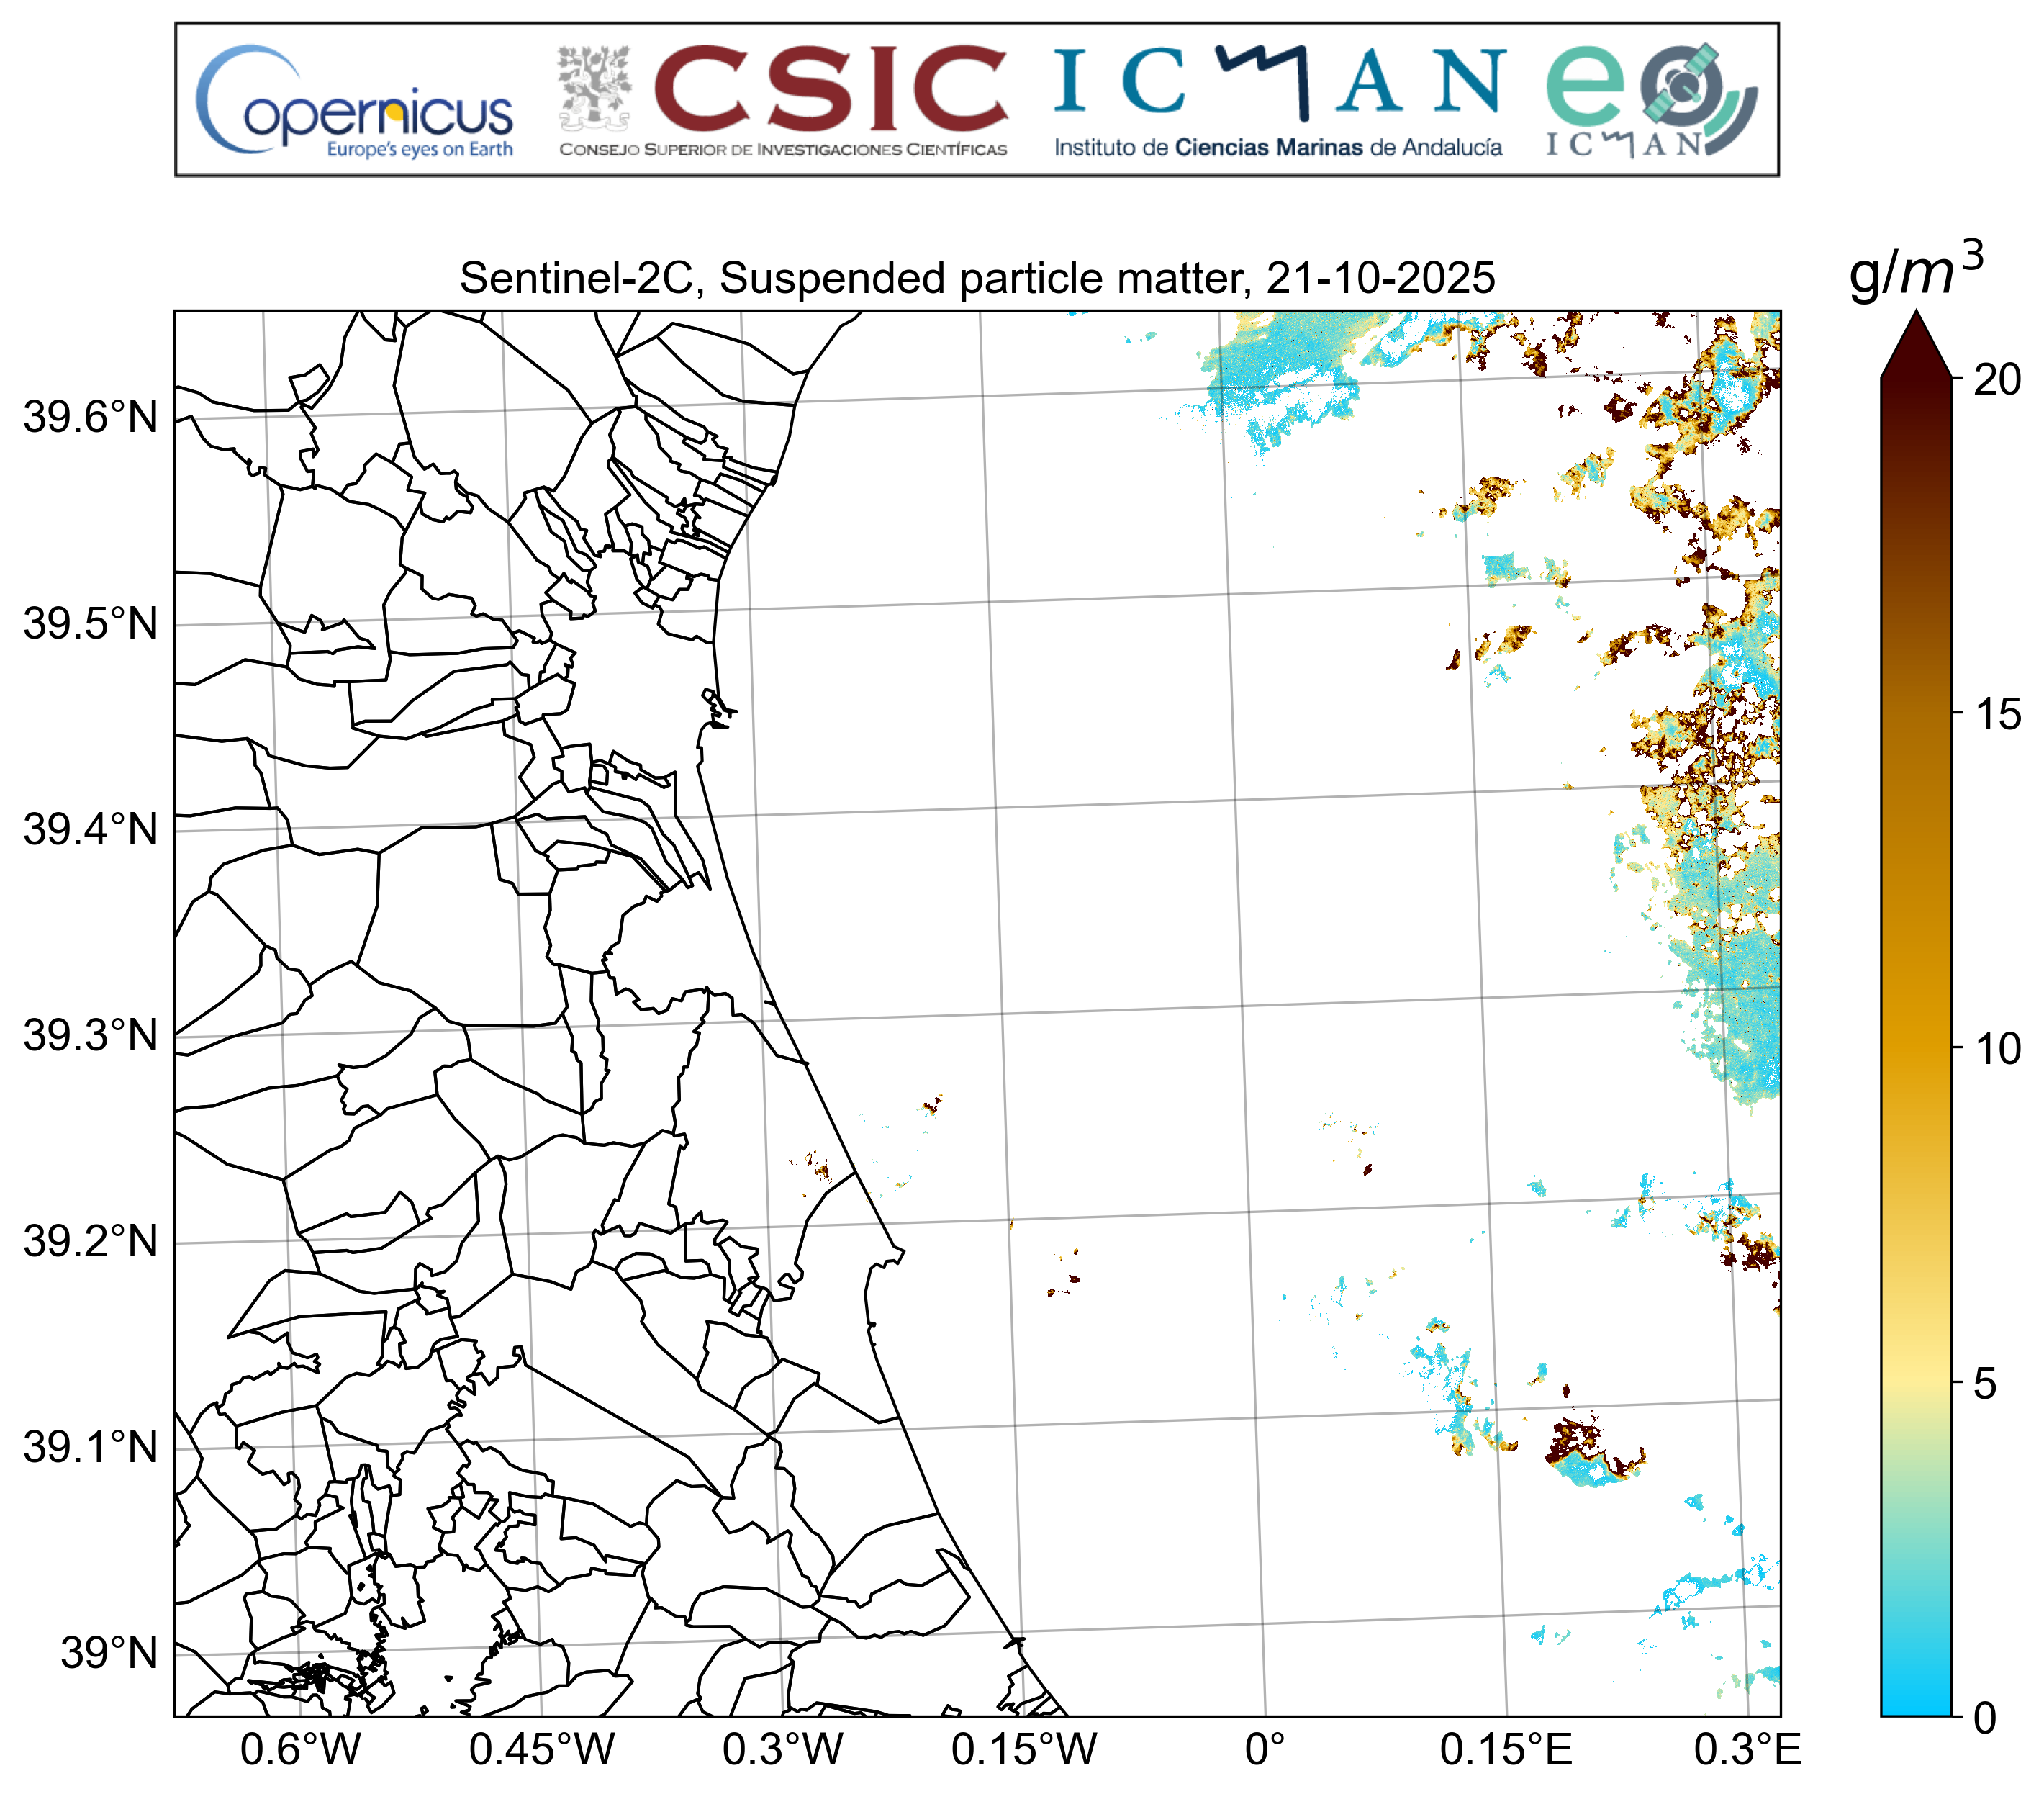 opernicus
Europe's eyes on Earth
CSIC
CONSEJO SUPERIOR DE INVESTIGACIONES CIENTÍFICAS
ICMAN
Instituto de Ciencias Marinas de Andalucía
eo
ICMAN
Sentinel-2C, Suspended particle matter, 21-10-2025
g/m³
39.6°N
39.5°N
39.4°N
39.3°N
39.2°N
39.1°N
39°N
0.6°W 0.45°W 0.3°W 0.15°W 0° 0.15°E 0.3°E
20
15
10
5
0